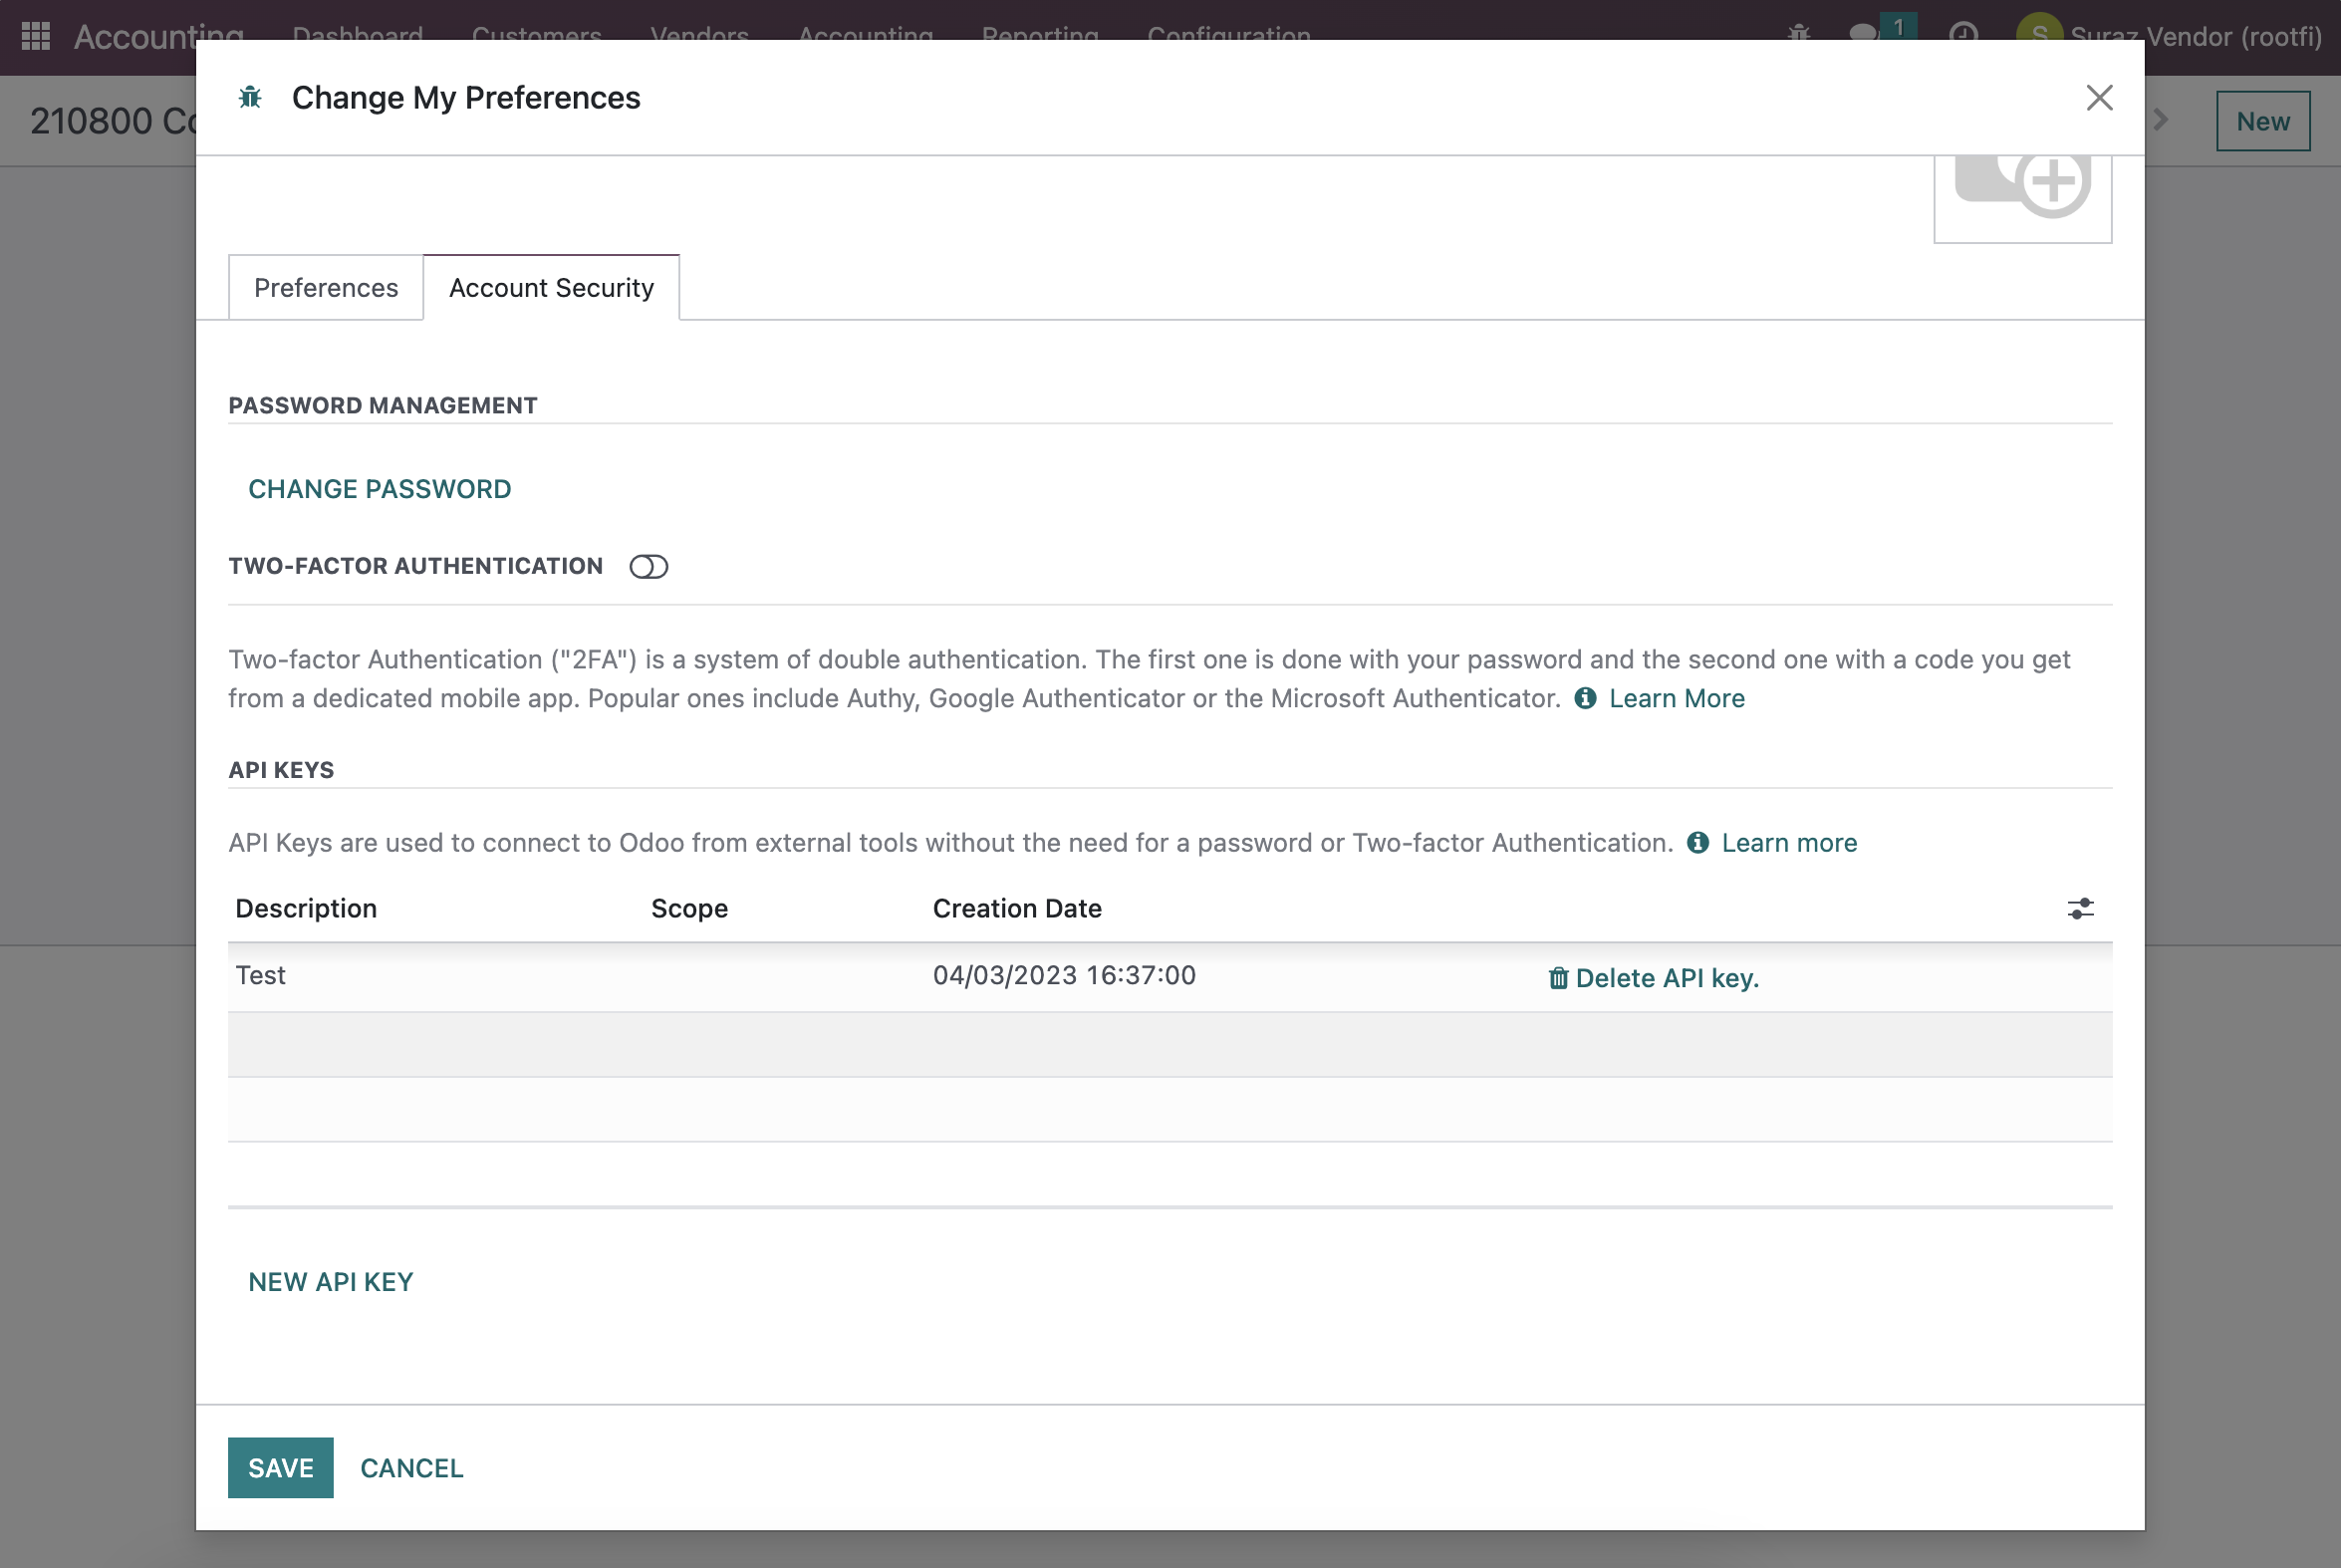 Accounting Dashboard Customers Vendors Accounting Reporting Configuration 1 S Suraz Vendor (rootfi)
Change My Preferences
210800 New
Preferences Account Security
PASSWORD MANAGEMENT
CHANGE PASSWORD
TWO-FACTOR AUTHENTICATION
Two-factor Authentication ("2FA") is a system of double authentication. The first one is done with your password and the second one with a code you get
from a dedicated mobile app. Popular ones include Authy, Google Authenticator or the Microsoft Authenticator. Learn More
API KEYS
API Keys are used to connect to Odoo from external tools without the need for a password or Two-factor Authentication. Learn more
Description Scope Creation Date
Test 04/03/2023 16:37:00 Delete API key.
NEW API KEY
SAVE CANCEL